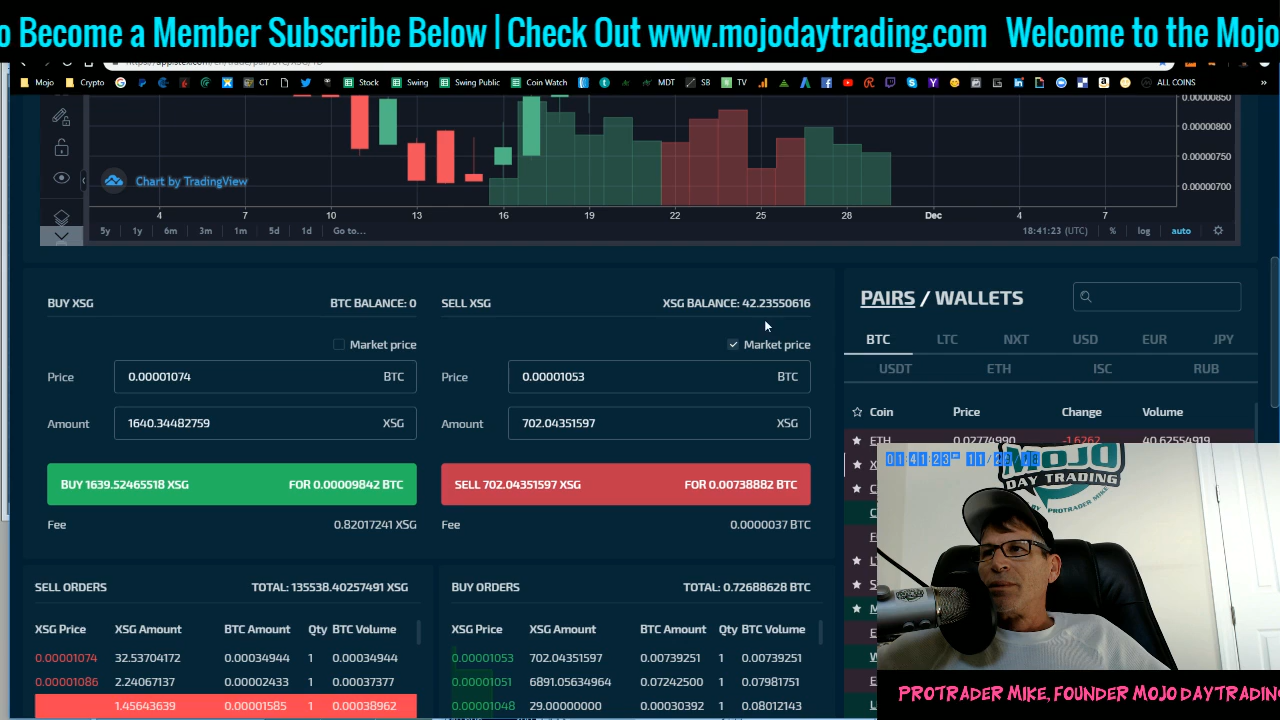 o Become a Member Subscribe Below | Check Out www.mojodaytrading.com Welcome to the Mojo
Mojo Crypto CT Stock Swing Swing Public Coin Watch MDT SB TV ALL COINS »
0.00000850
0.00000800
0.00000750
0.00000700
Chart by TradingView
4 7 10 13 16 19 22 25 28 Dec 4 7
5y 1y 6m 3m 1m 5d 1d Go to... 18:41:23 (UTC) % log auto
BUY XSG BTC BALANCE: 0 SELL XSG XSG BALANCE: 42.23550616
PAIRS / WALLETS
Market price Market price
BTC LTC NXT USD EUR JPY
USDT ETH ISC RUB
Price 0.00001074 BTC Price 0.00001053 BTC
Amount 1640.34482759 XSG Amount 702.04351597 XSG
Coin Price Change Volume
ETH 0.02774990 -1.6262 40.62554919
BUY 1639.52465518 XSG FOR 0.00009842 BTC SELL 702.04351597 XSG FOR 0.00738882 BTC
Fee 0.82017241 XSG Fee 0.0000037 BTC
MOJO
DAY TRADING
BY PROTRADER MIKE
SELL ORDERS TOTAL: 135538.40257491 XSG BUY ORDERS TOTAL: 0.72688628 BTC
XSG Price XSG Amount BTC Amount Qty BTC Volume XSG Price XSG Amount BTC Amount Qty BTC Volume
0.00001074 32.53704172 0.00034944 1 0.00034944 0.00001053 702.04351597 0.00739251 1 0.00739251
0.00001086 2.24067137 0.00002433 1 0.00037377 0.00001051 6891.05634964 0.07242500 1 0.07981751
1.45643639 0.00001585 1 0.00038962 0.00001048 29.00000000 0.00030392 1 0.08012143
PROTRADER MIKE, FOUNDER MOJO DAYTRADING